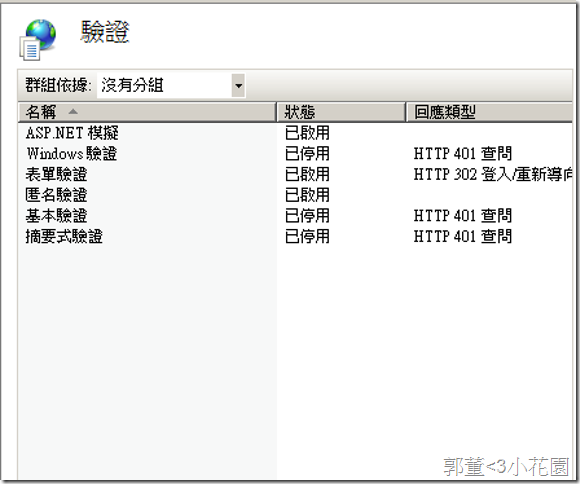 驗證
群組依據: 沒有分組
名稱 狀態 回應類型
ASP.NET 模擬 已啟用
Windows 驗證 已停用 HTTP 401 查問
表單驗證 已啟用 HTTP 302 登入/重新導向
匿名驗證 已啟用
基本驗證 已停用 HTTP 401 查問
摘要式驗證 已停用 HTTP 401 查問
郭董<3小花園